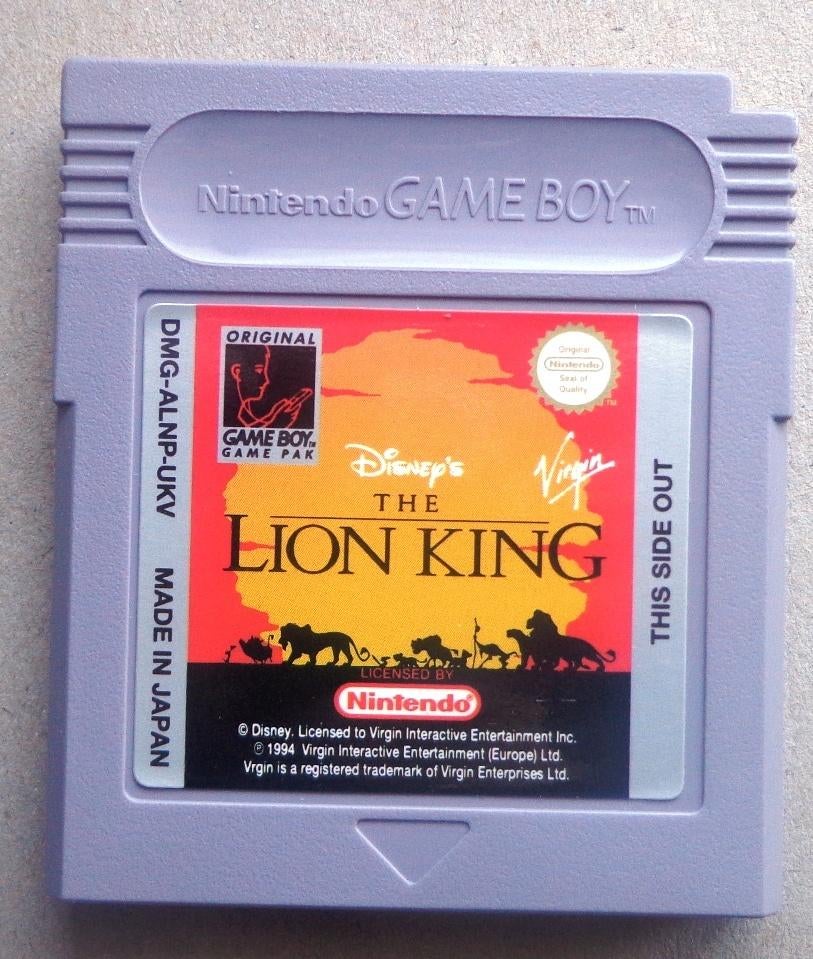 Nintendo GAME BOY TM
DMG-ALNP-UKV MADE IN JAPAN
ORIGINAL
GAME BOY TM
GAME PAK
Original
Nintendo
Seal of
Quality
TM
Disney's
Virgin
THE
LION KING
LICENSED BY
Nintendo®
© Disney. Licensed to Virgin Interactive Entertainment Inc.
℗ 1994 Virgin Interactive Entertainment (Europe) Ltd.
Vrgin is a registered trademark of Virgin Enterprises Ltd.
THIS SIDE OUT